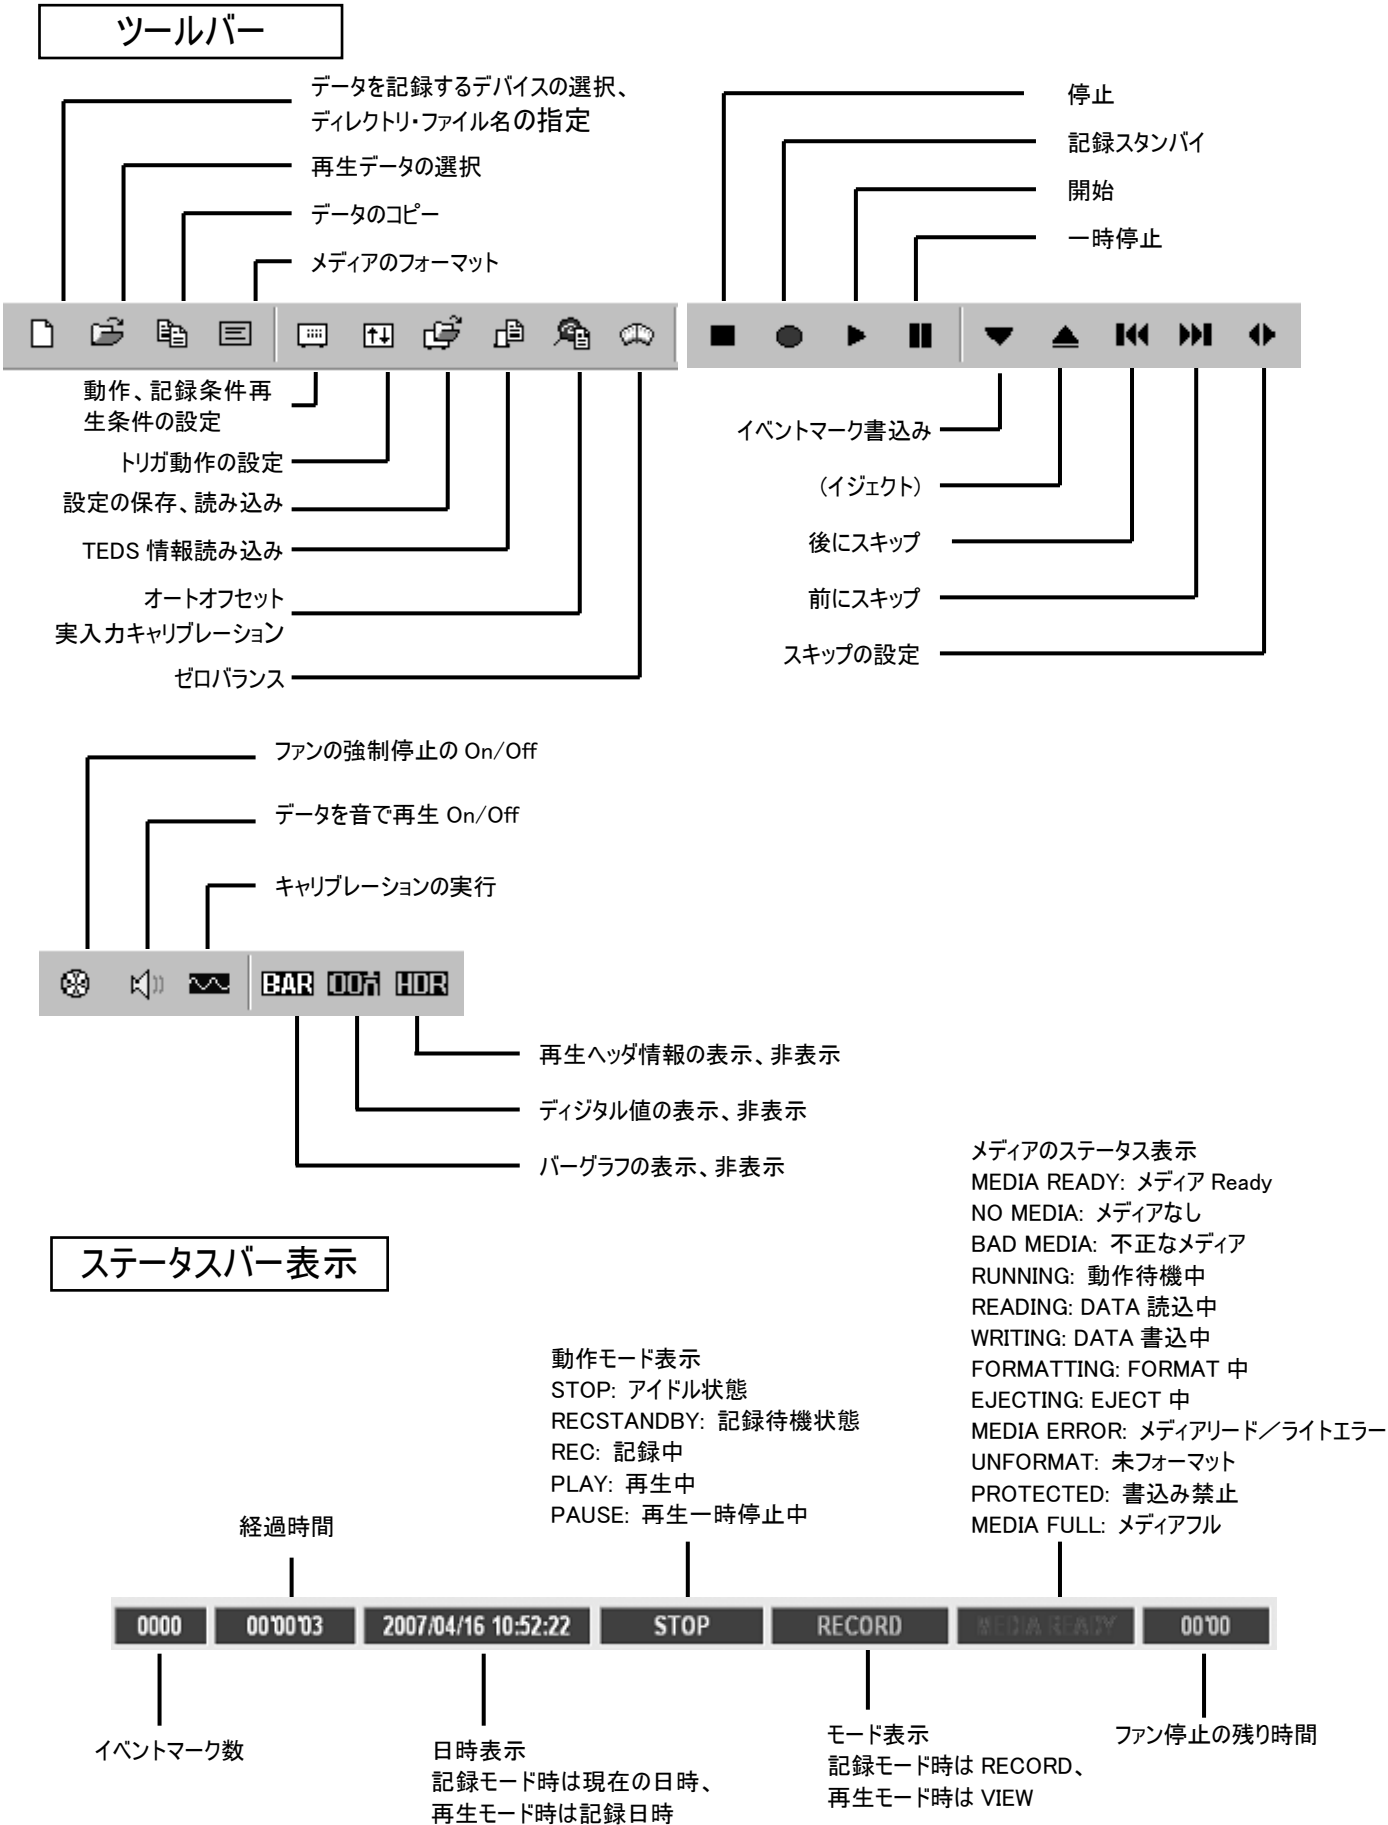 ツールバー
データを記録するデバイスの選択、
ディレクトリ・ファイル名の指定
再生データの選択
データのコピー
メディアのフォーマット
停止
記録スタンバイ
開始
一時停止
動作、記録条件再
生条件の設定
トリガ動作の設定
設定の保存、読み込み
TEDS 情報読み込み
オートオフセット
実入力キャリブレーション
ゼロバランス
イベントマーク書込み
（イジェクト）
後にスキップ
前にスキップ
スキップの設定
ファンの強制停止の On/Off
データを音で再生 On/Off
キャリブレーションの実行
BAR
HDR
再生ヘッダ情報の表示、非表示
ディジタル値の表示、非表示
バーグラフの表示、非表示
ステータスバー表示
メディアのステータス表示
MEDIA READY: メディア Ready
NO MEDIA: メディアなし
BAD MEDIA: 不正なメディア
RUNNING: 動作待機中
READING: DATA 読込中
WRITING: DATA 書込中
FORMATTING: FORMAT 中
EJECTING: EJECT 中
MEDIA ERROR: メディアリード／ライトエラー
UNFORMAT: 未フォーマット
PROTECTED: 書込み禁止
MEDIA FULL: メディアフル
動作モード表示
STOP: アイドル状態
RECSTANDBY: 記録待機状態
REC: 記録中
PLAY: 再生中
PAUSE: 再生一時停止中
経過時間
0000 00'00'03 2007/04/16 10:52:22 STOP RECORD MEDIA READY 00'00
イベントマーク数
日時表示
記録モード時は現在の日時、
再生モード時は記録日時
モード表示
記録モード時は RECORD、
再生モード時は VIEW
ファン停止の残り時間